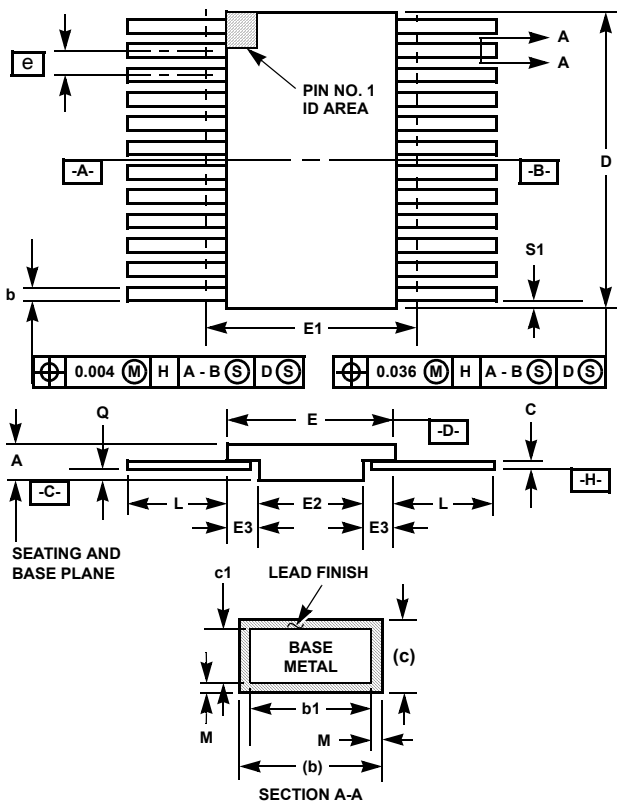 A
e
A
PIN NO. 1
ID AREA
-A-
-B-
D
S1
b
E1
0.004 M H A - B S D S
0.036 M H A - B S D S
Q
E
C
-D-
A
-C-
-H-
L
E2
L
E3
E3
SEATING AND
BASE PLANE
c1
LEAD FINISH
BASE
METAL
(c)
b1
M
M
(b)
SECTION A-A